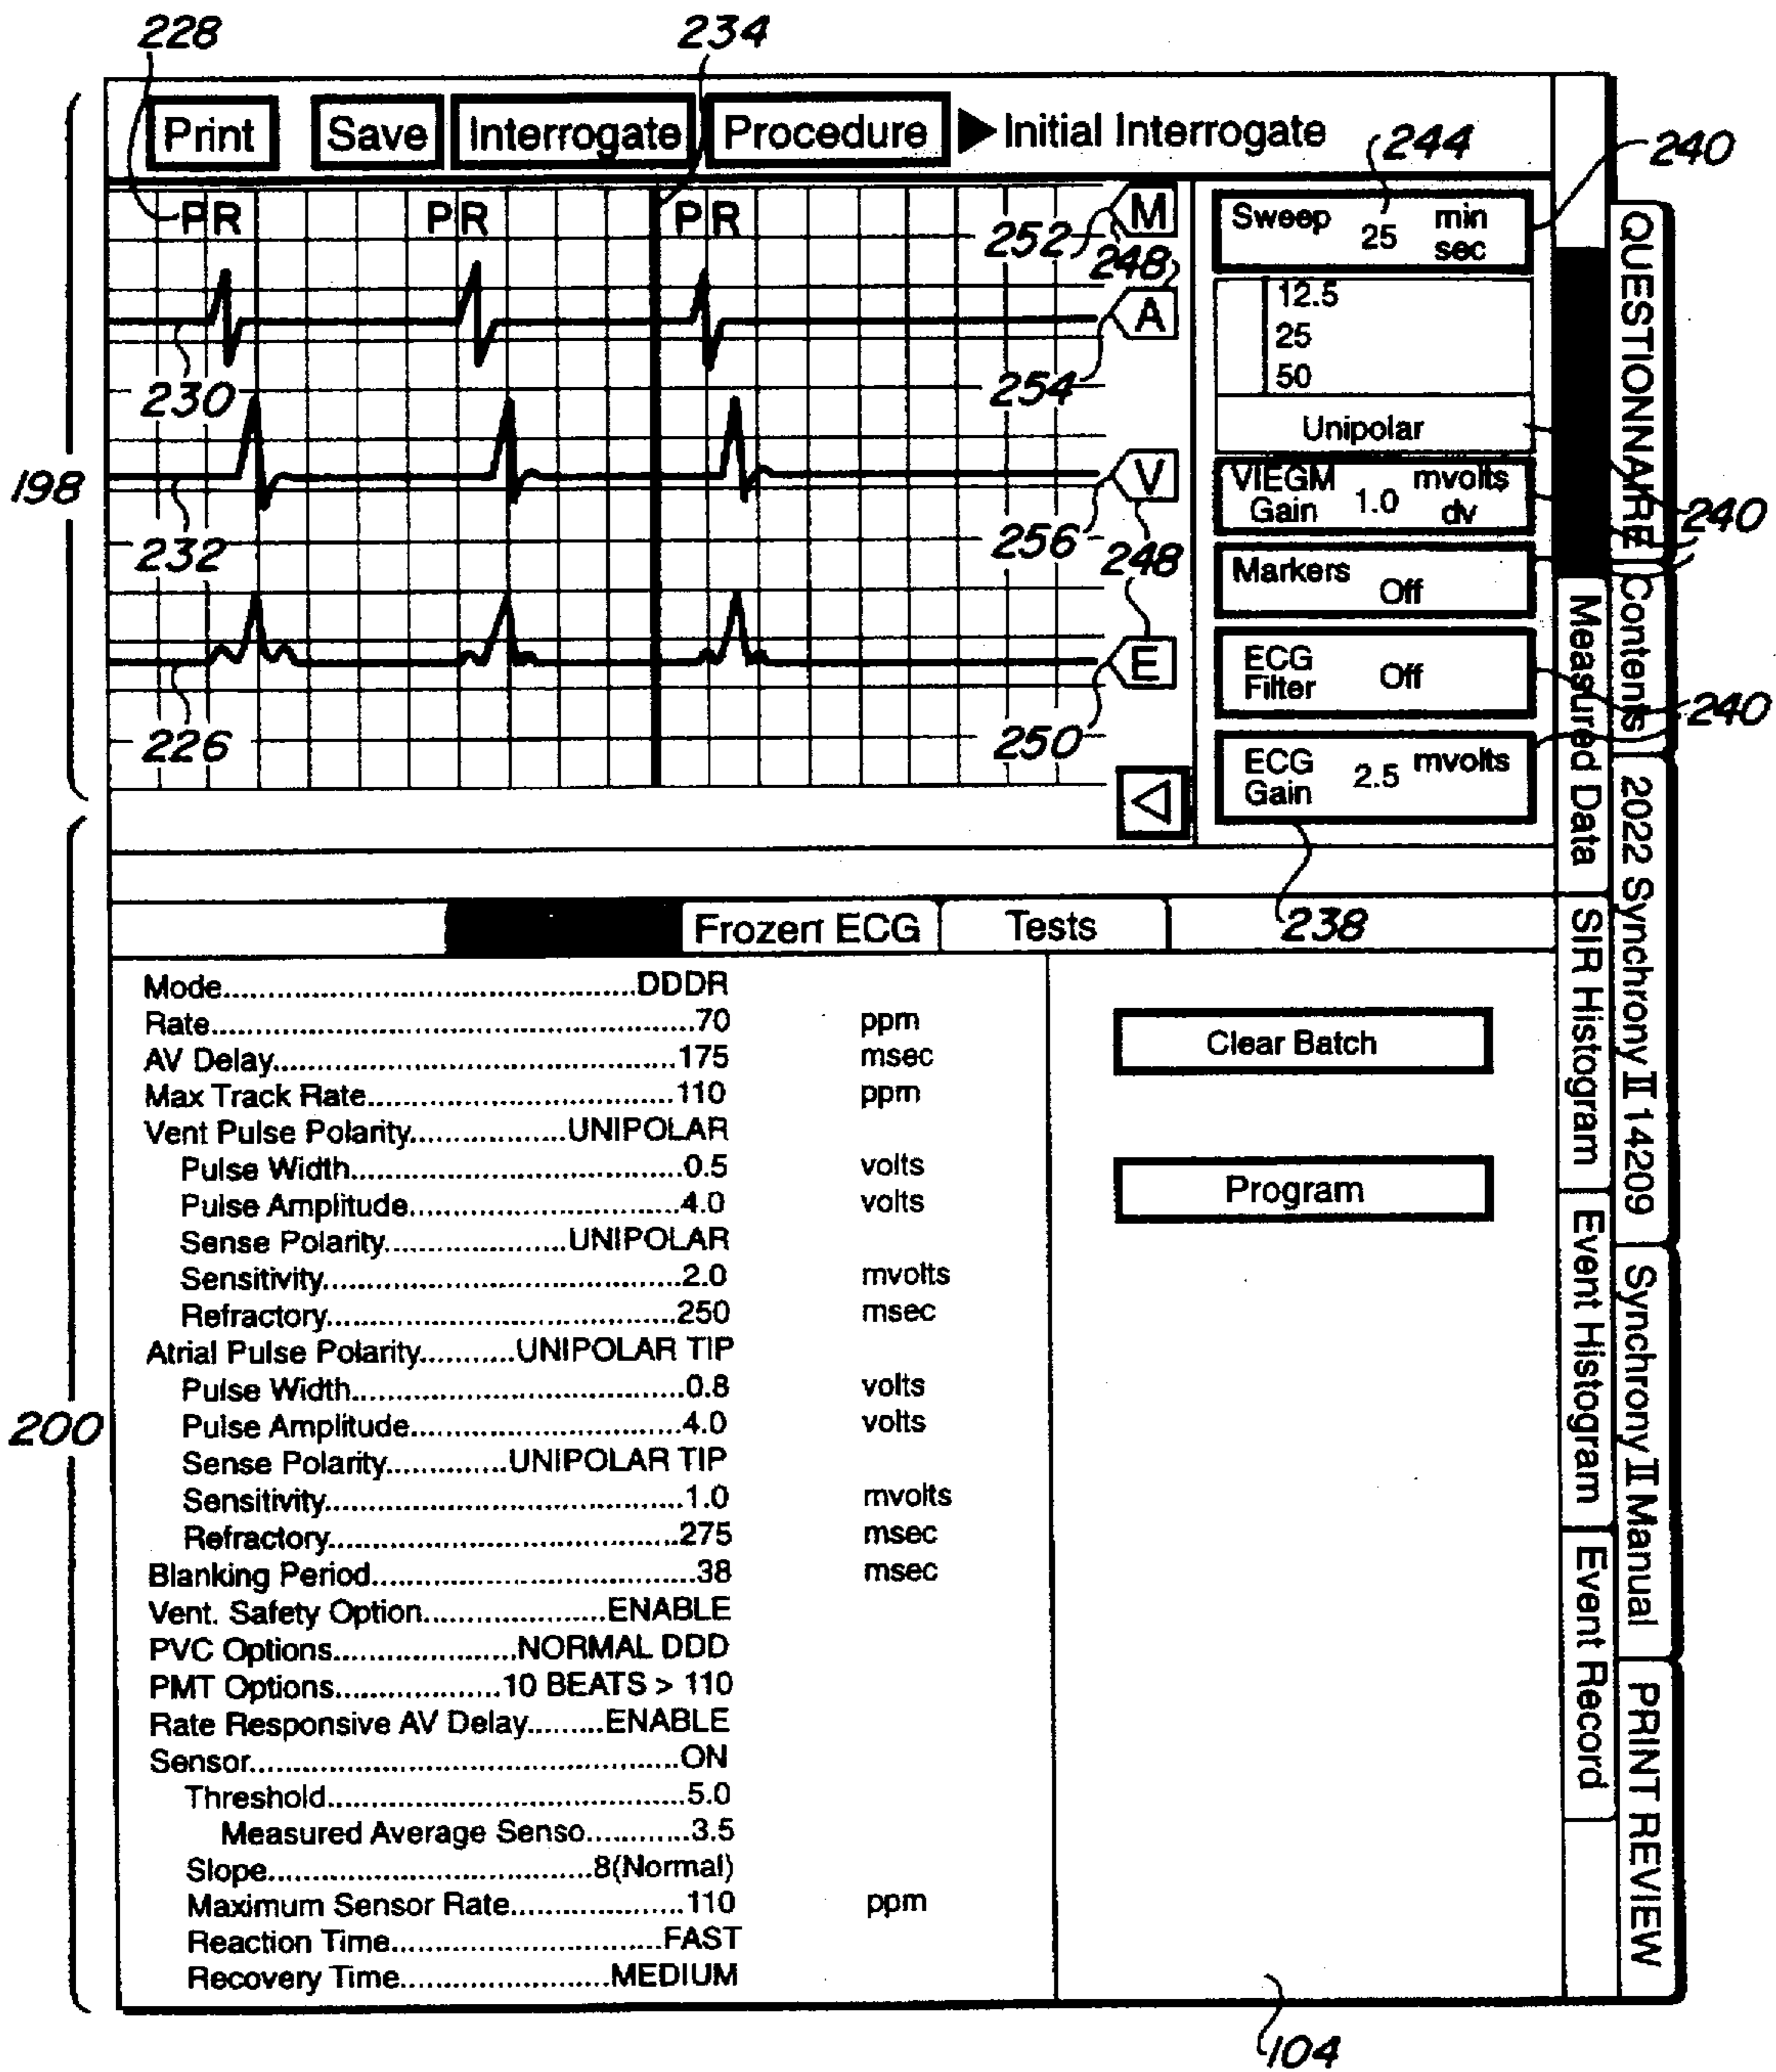 228
234
Print
Save
Interrogate
Procedure
Initial Interrogate
244
240
P R
P R
P R
M
252
248
A
254
230
V
256
248
232
E
250
226
198
Sweep 25 min sec
12.5
25
50
Unipolar
VIEGM Gain 1.0 mvolts dv
240
Markers Off
ECG Filter Off
240
ECG Gain 2.5 mvolts
238
QUESTIONNAIRE
Contents
2022 Synchrony II 14209
Synchrony II Manual
PRINT REVIEW
Measured Data
SIR Histogram
Event Histogram
Event Record
Frozen ECG
Tests
200
Mode..........DDDR
Rate..........70 ppm
AV Delay..........175 msec
Max Track Rate..........110 ppm
Vent Pulse Polarity..........UNIPOLAR
Pulse Width..........0.5 volts
Pulse Amplitude..........4.0 volts
Sense Polarity..........UNIPOLAR
Sensitivity..........2.0 mvolts
Refractory..........250 msec
Atrial Pulse Polarity..........UNIPOLAR TIP
Pulse Width..........0.8 volts
Pulse Amplitude..........4.0 volts
Sense Polarity..........UNIPOLAR TIP
Sensitivity..........1.0 mvolts
Refractory..........275 msec
Blanking Period..........38 msec
Vent. Safety Option..........ENABLE
PVC Options..........NORMAL DDD
PMT Options..........10 BEATS > 110
Rate Responsive AV Delay..........ENABLE
Sensor..........ON
Threshold..........5.0
Measured Average Senso..........3.5
Slope..........8(Normal)
Maximum Sensor Rate..........110 ppm
Reaction Time..........FAST
Recovery Time..........MEDIUM
Clear Batch
Program
104